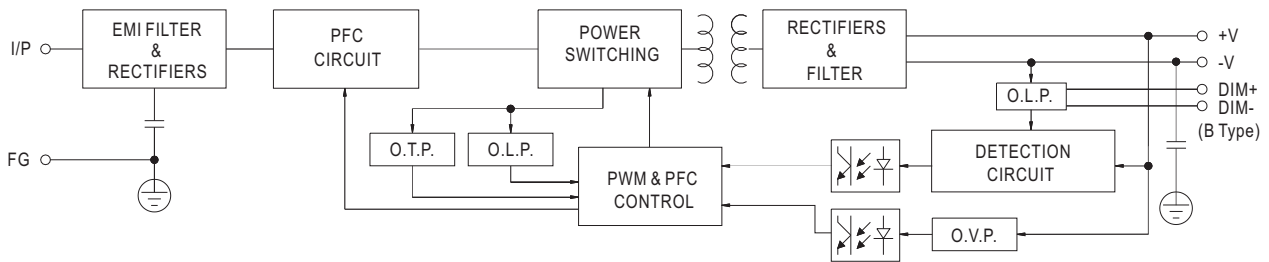 I/P
EMI FILTER
&
RECTIFIERS
PFC
CIRCUIT
POWER
SWITCHING
RECTIFIERS
&
FILTER
+V
-V
O.L.P.
DIM+
DIM-
(B Type)
FG
O.T.P.
O.L.P.
PWM & PFC
CONTROL
DETECTION
CIRCUIT
O.V.P.